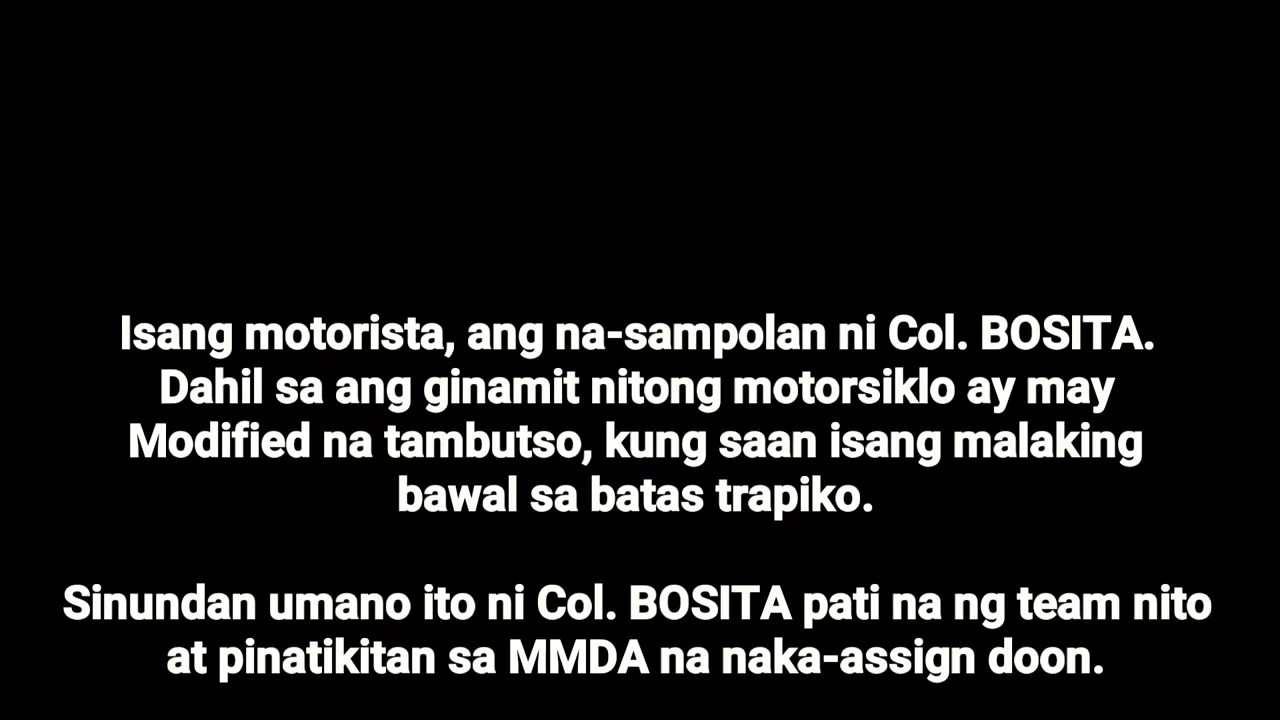 Isang motorista, ang na-sampolan ni Col. BOSITA.
Dahil sa ang ginamit nitong motorsiklo ay may
Modified na tambutso, kung saan isang malaking
bawal sa batas trapiko.
Sinundan umano ito ni Col. BOSITA pati na ng team nito
at pinatikitan sa MMDA na naka-assign doon.